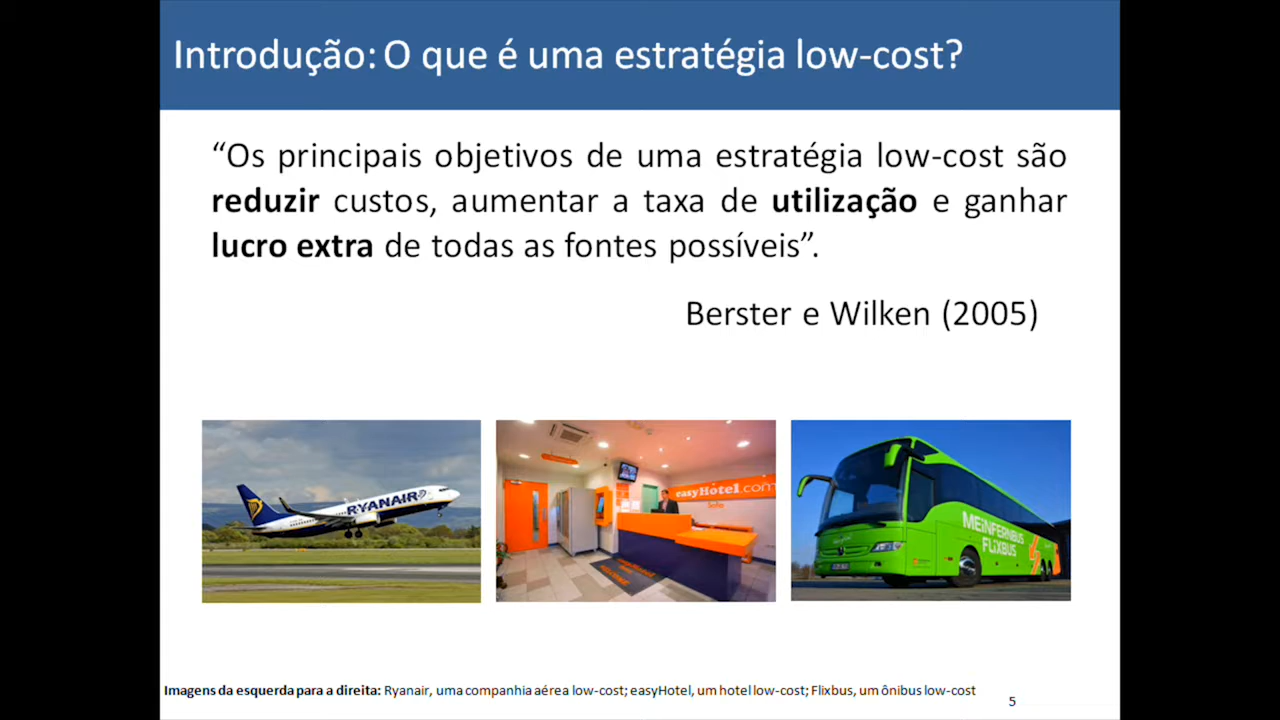 Introdução: O que é uma estratégia low-cost?
“Os principais objetivos de uma estratégia low-cost são
reduzir custos, aumentar a taxa de utilização e ganhar
lucro extra de todas as fontes possíveis”.
Berster e Wilken (2005)
RYANAIR
easyHotel.com
Sofia
MEINFERNBUS
FLIXBUS
Imagens da esquerda para a direita: Ryanair, uma companhia aérea low-cost; easyHotel, um hotel low-cost; Flixbus, um ônibus low-cost
5